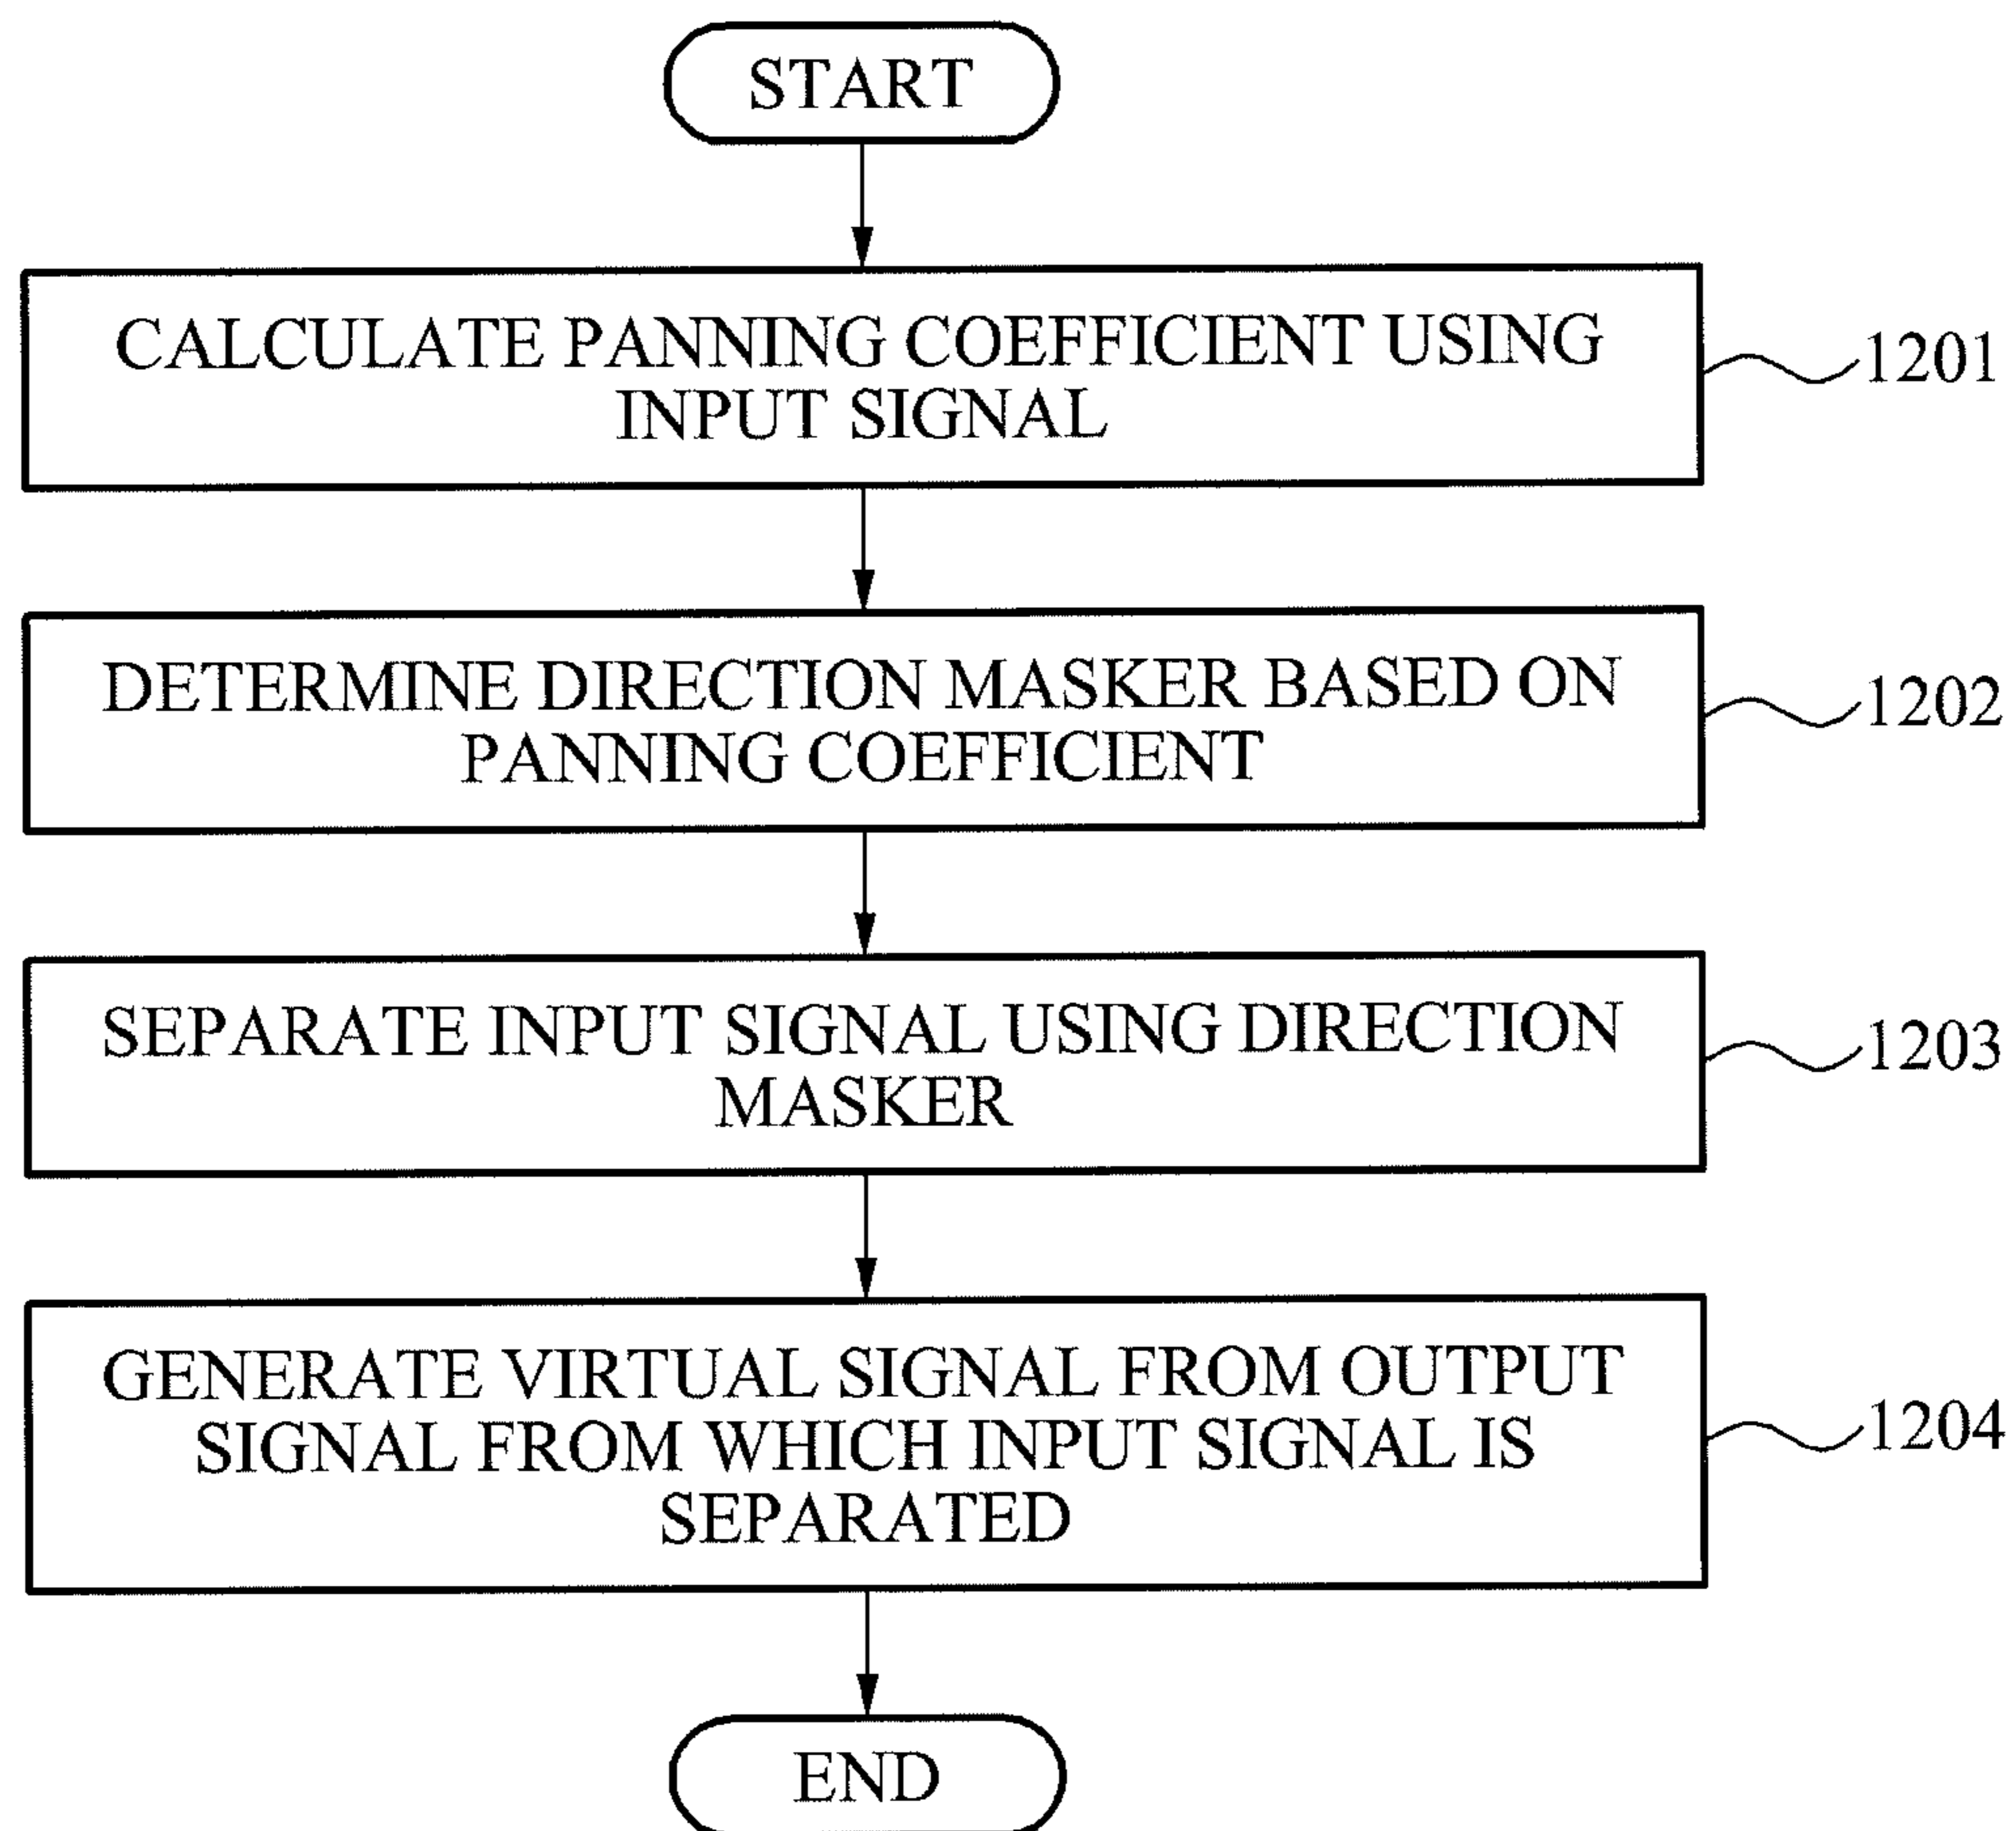 START
CALCULATE PANNING COEFFICIENT USING
INPUT SIGNAL
1201
DETERMINE DIRECTION MASKER BASED ON
PANNING COEFFICIENT
1202
SEPARATE INPUT SIGNAL USING DIRECTION
MASKER
1203
GENERATE VIRTUAL SIGNAL FROM OUTPUT
SIGNAL FROM WHICH INPUT SIGNAL IS
SEPARATED
1204
END